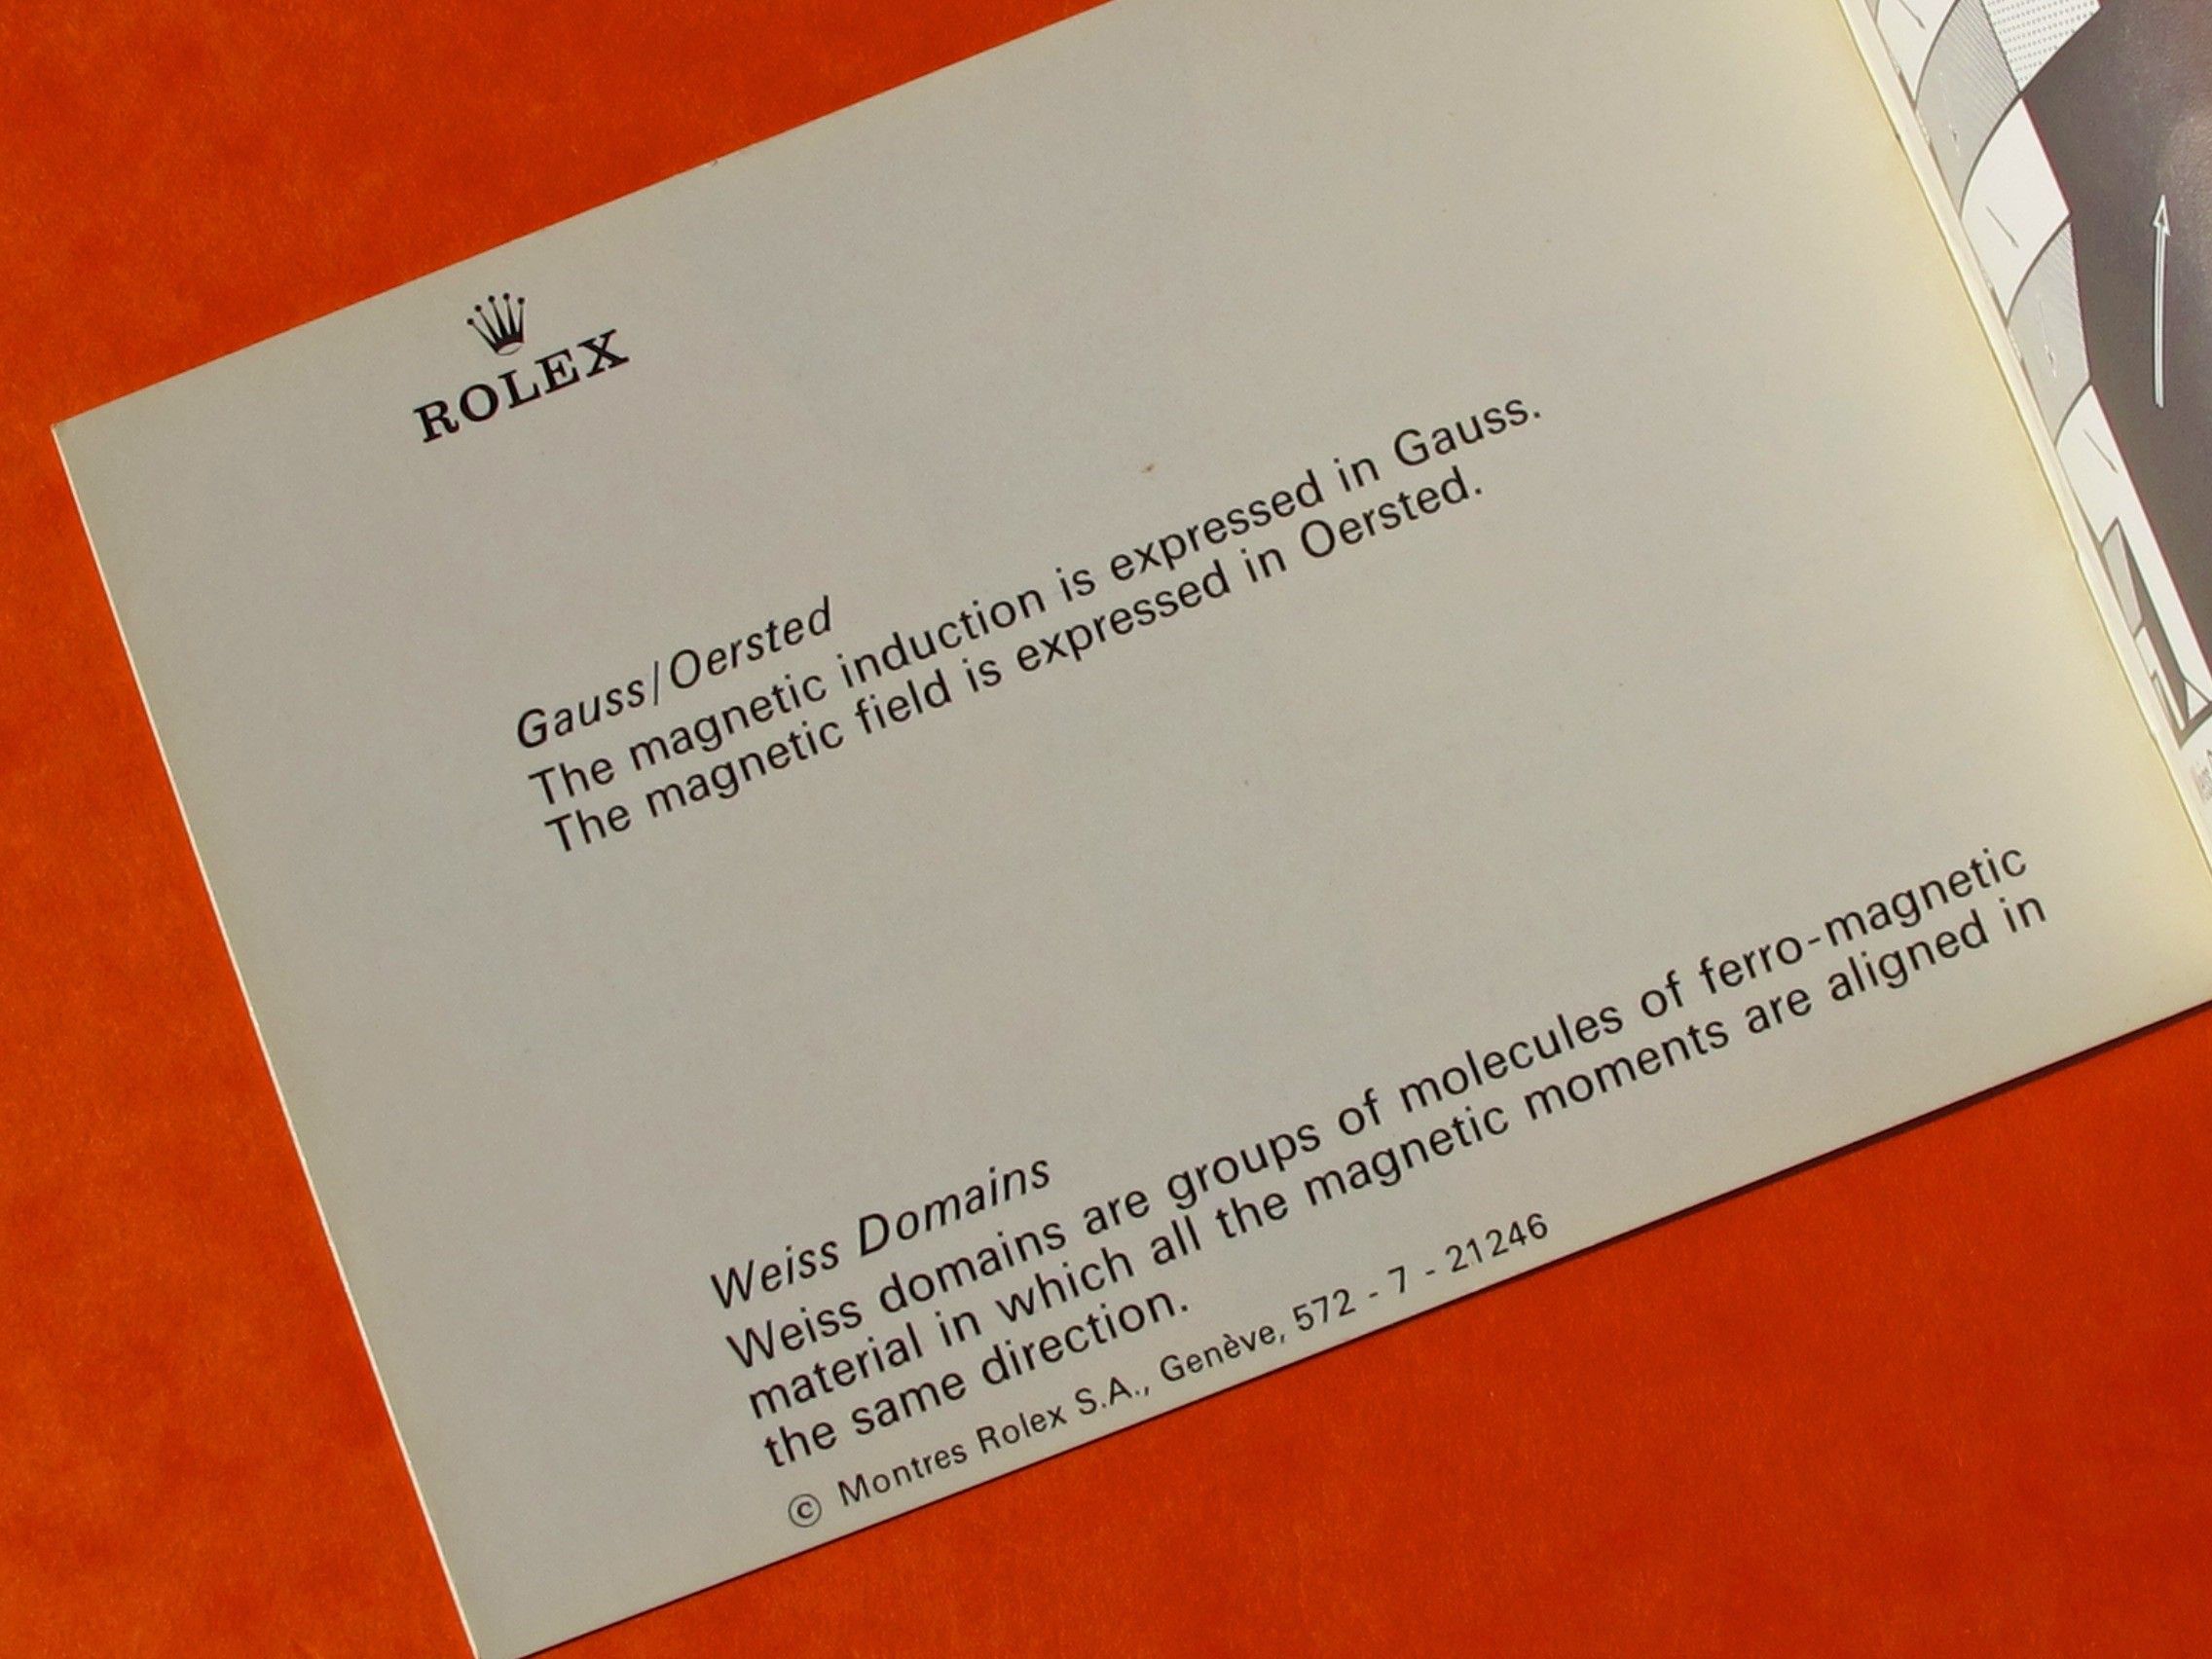 ROLEX
Gauss/Oersted
The magnetic induction is expressed in Gauss.
The magnetic field is expressed in Oersted.
Weiss Domains
Weiss domains are groups of molecules of ferro-magnetic
material in which all the magnetic moments are aligned in
the same direction.
© Montres Rolex S.A., Genève, 572 - 7 - 21246